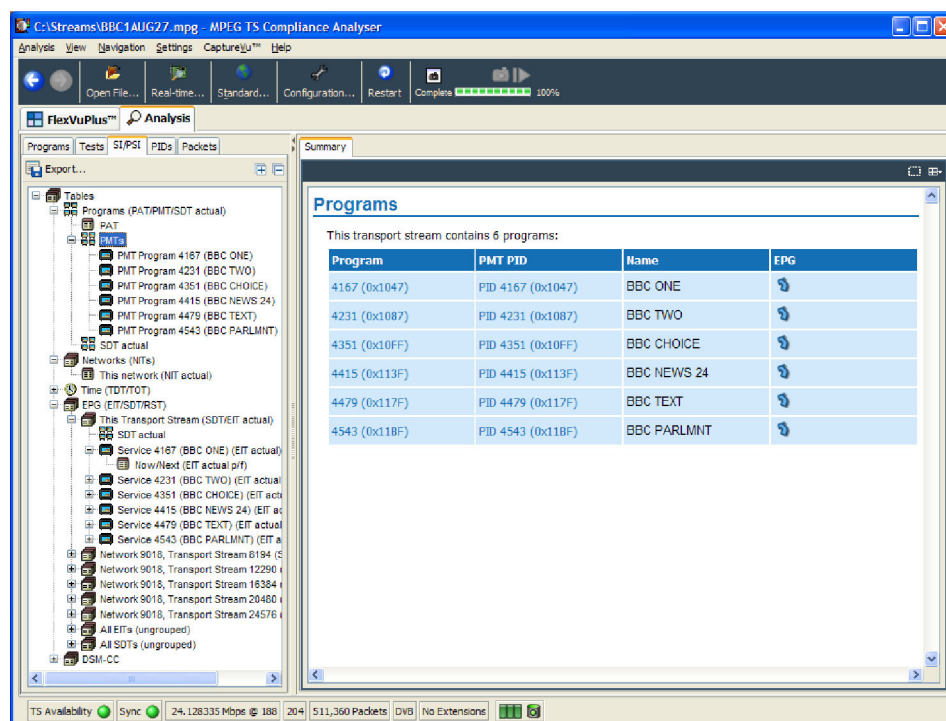 C:\Streams\BBC1AUG27.mpg - MPEG TS Compliance Analyser
Analysis View Navigation Settings CaptureVu™ Help
Open File... Real-time... Standard... Configuration... Restart Complete 100%
FlexVuPlus™ Analysis
Programs Tests SI/PSI PIDs Packets
Summary
Export...
Tables
Programs (PAT/PMT/SDT actual)
PAT
PMTs
PMT Program 4167 (BBC ONE)
PMT Program 4231 (BBC TWO)
PMT Program 4351 (BBC CHOICE)
PMT Program 4415 (BBC NEWS 24)
PMT Program 4479 (BBC TEXT)
PMT Program 4543 (BBC PARLMNT)
SDT actual
Networks (NITs)
This network (NIT actual)
Time (TDT/TOT)
EPG (EIT/SDT/RST)
This Transport Stream (SDT/EIT actual)
SDT actual
Service 4167 (BBC ONE) (EIT actual)
Now/Next (EIT actual p/f)
Service 4231 (BBC TWO) (EIT actual
Service 4351 (BBC CHOICE) (EIT actu
Service 4415 (BBC NEWS 24) (EIT ac
Service 4479 (BBC TEXT) (EIT actual
Service 4543 (BBC PARLMNT) (EIT a
Network 9018, Transport Stream 8194 (S
Network 9018, Transport Stream 12290
Network 9018, Transport Stream 16384
Network 9018, Transport Stream 20480
Network 9018, Transport Stream 24576
All EITs (ungrouped)
All SDTs (ungrouped)
DSM-CC
Programs
This transport stream contains 6 programs:
Program PMT PID Name EPG
4167 (0x1047) PID 4167 (0x1047) BBC ONE
4231 (0x1087) PID 4231 (0x1087) BBC TWO
4351 (0x10FF) PID 4351 (0x10FF) BBC CHOICE
4415 (0x113F) PID 4415 (0x113F) BBC NEWS 24
4479 (0x117F) PID 4479 (0x117F) BBC TEXT
4543 (0x11BF) PID 4543 (0x11BF) BBC PARLMNT
TS Availability Sync 24.128335 Mbps @ 188 204 511,360 Packets DVB No Extensions